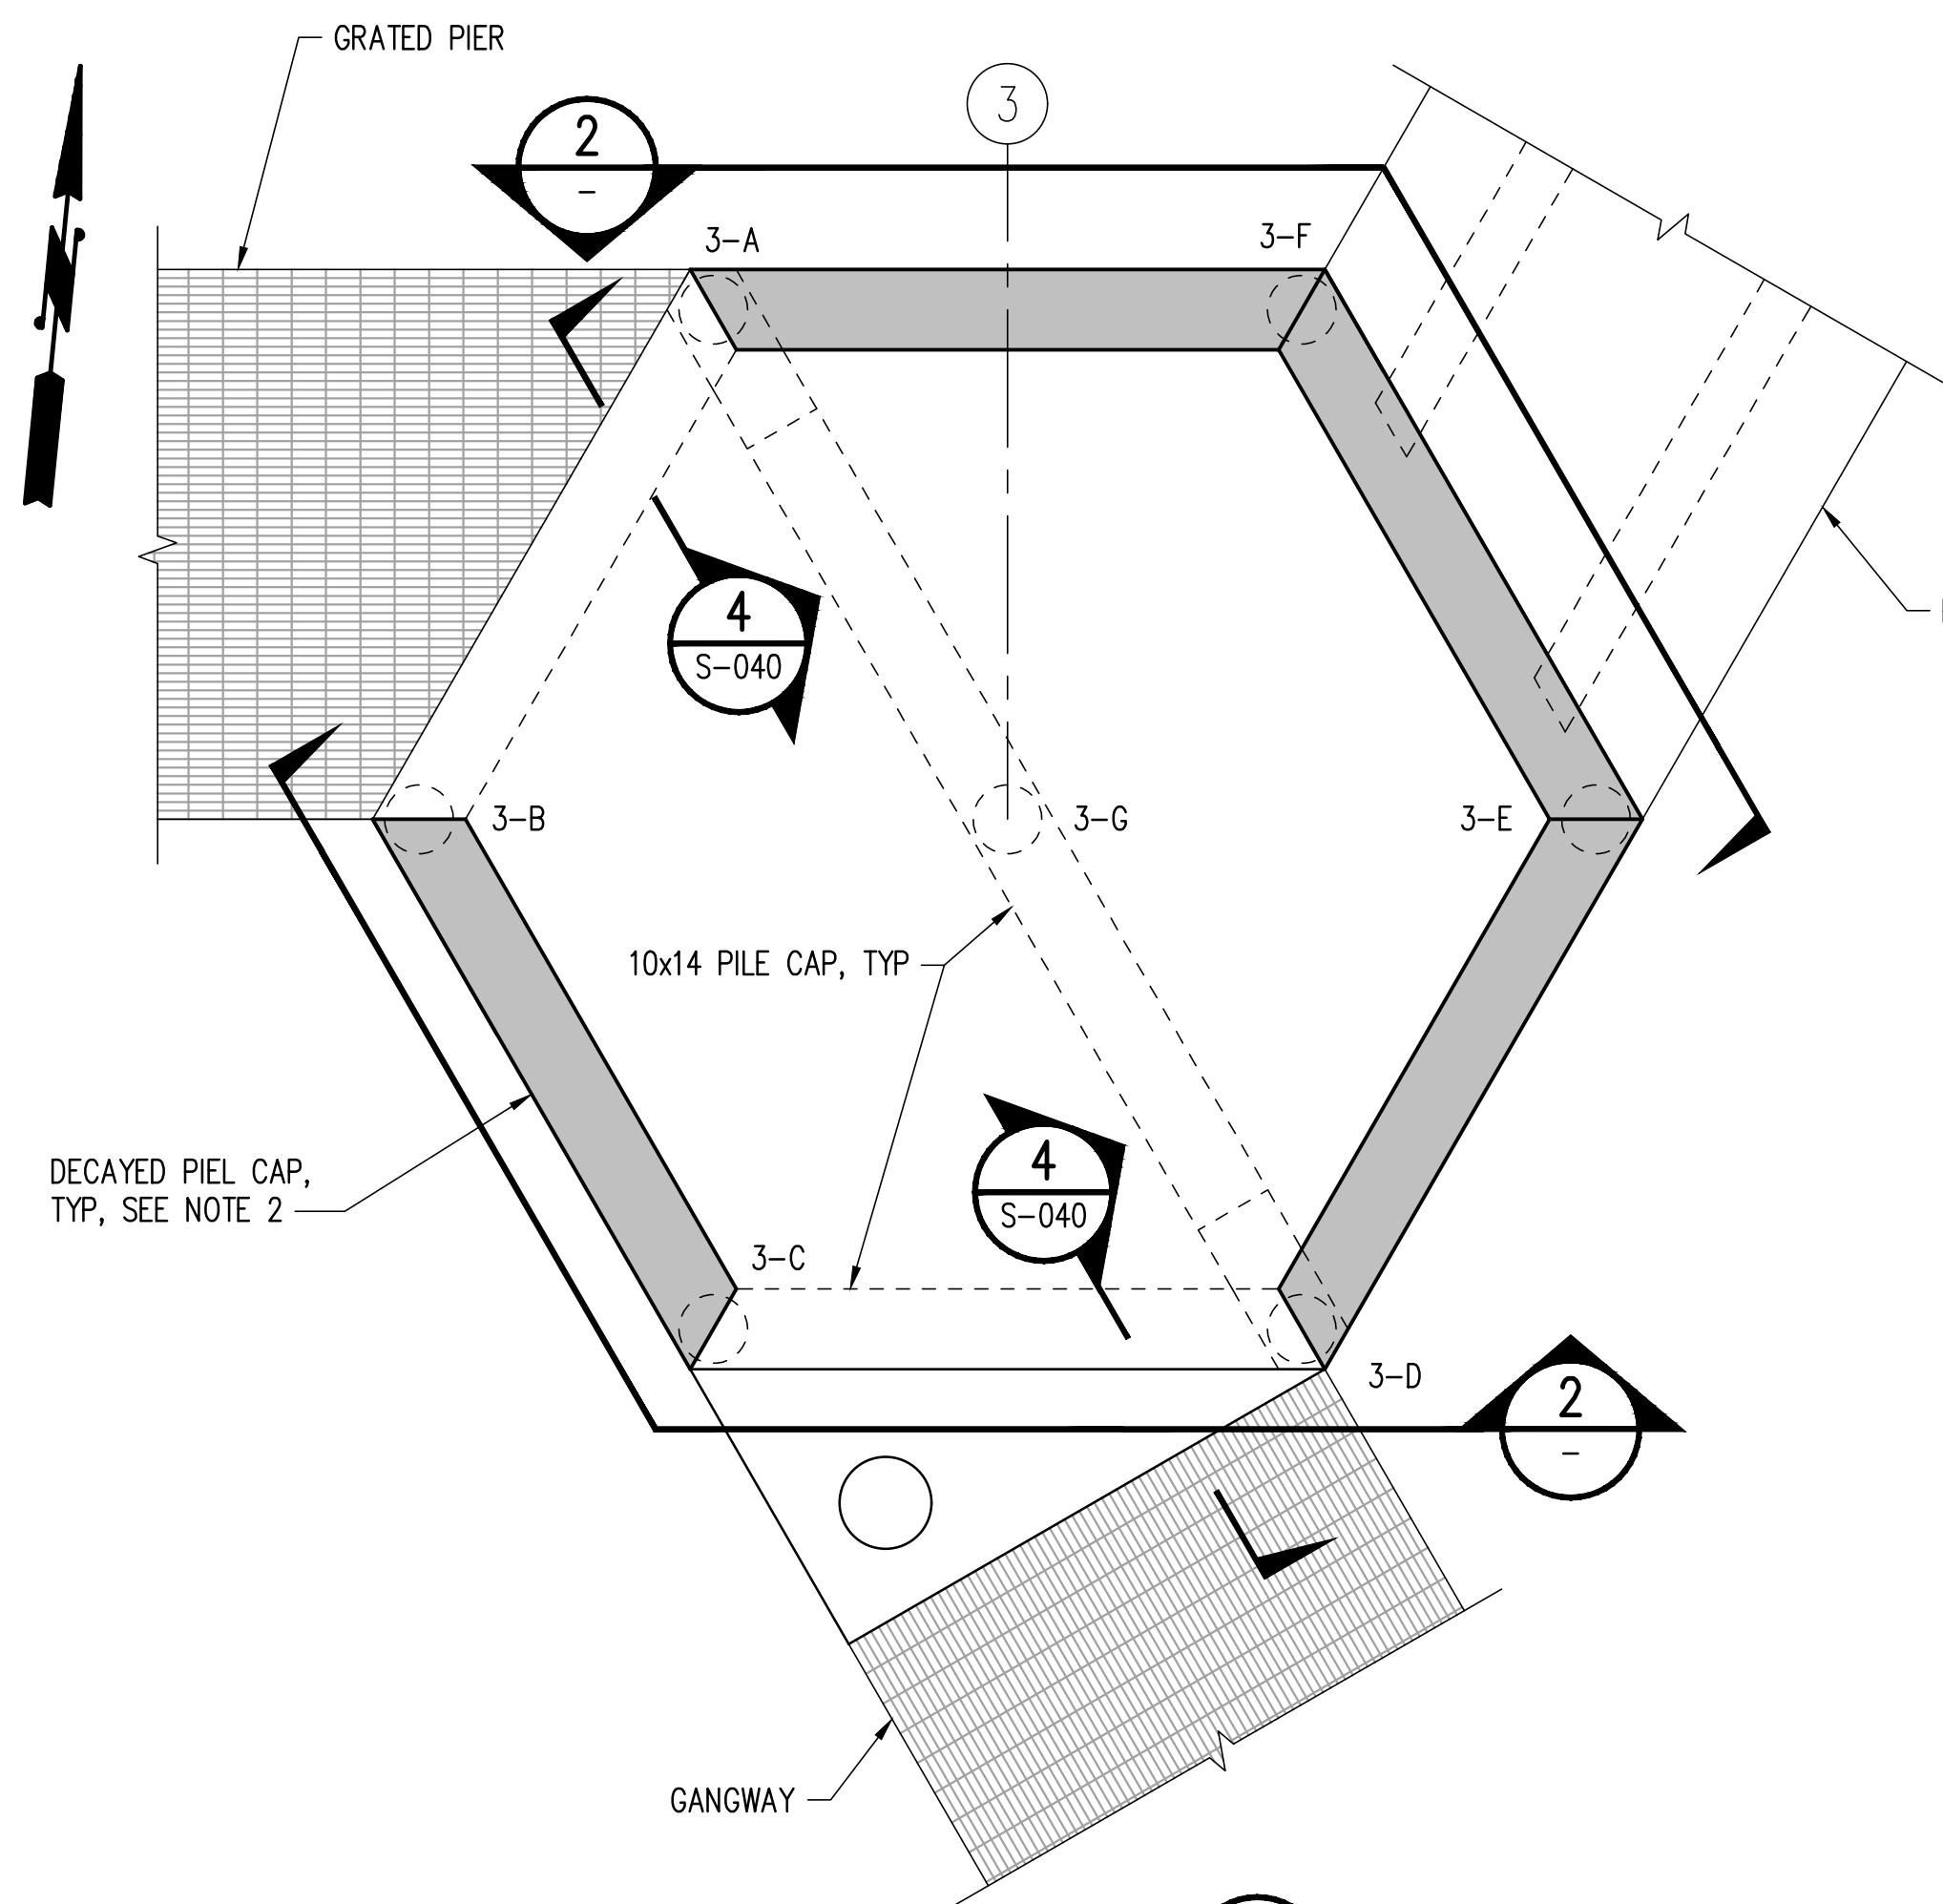 GRATED PIER
3
2
-
3-A
3-F
4
S-040
3-B
3-G
3-E
10x14 PILE CAP, TYP
DECAYED PIEL CAP,
TYP, SEE NOTE 2
4
S-040
3-C
3-D
2
-
GANGWAY